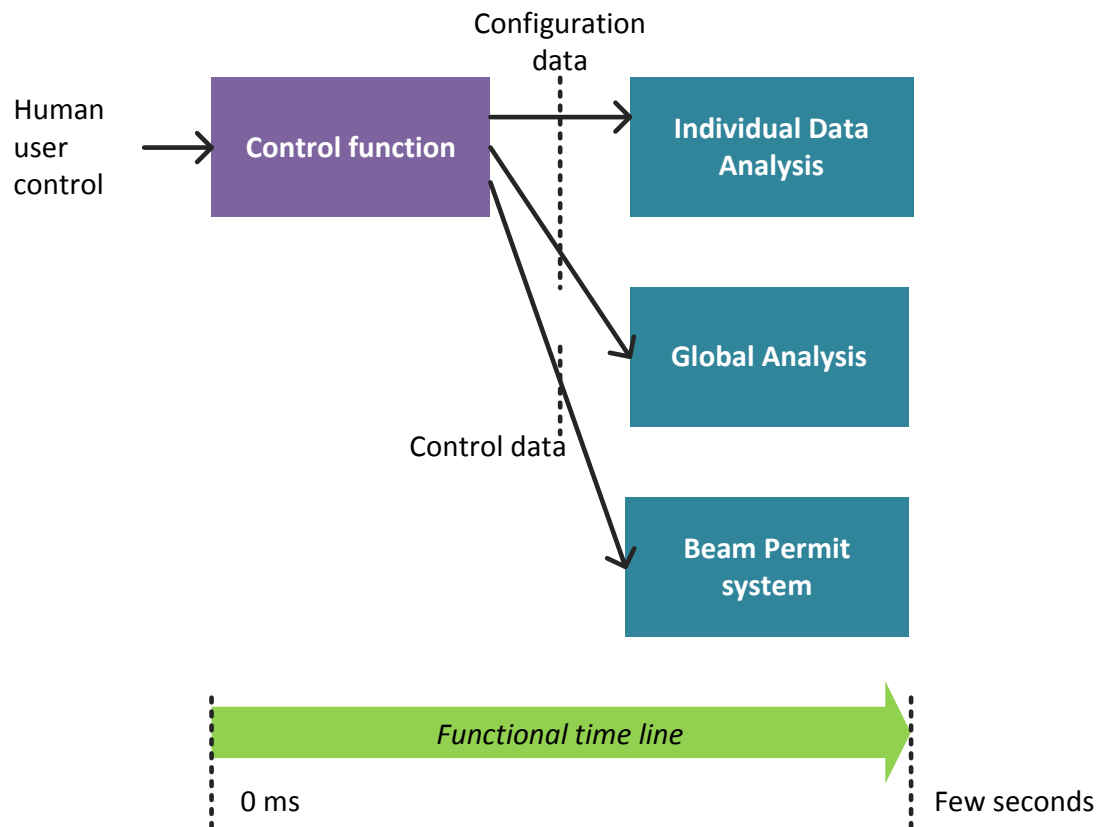 Configuration
data
Human
user
control
Control function
Individual Data
Analysis
Global Analysis
Control data
Beam Permit
system
Functional time line
0 ms
Few seconds